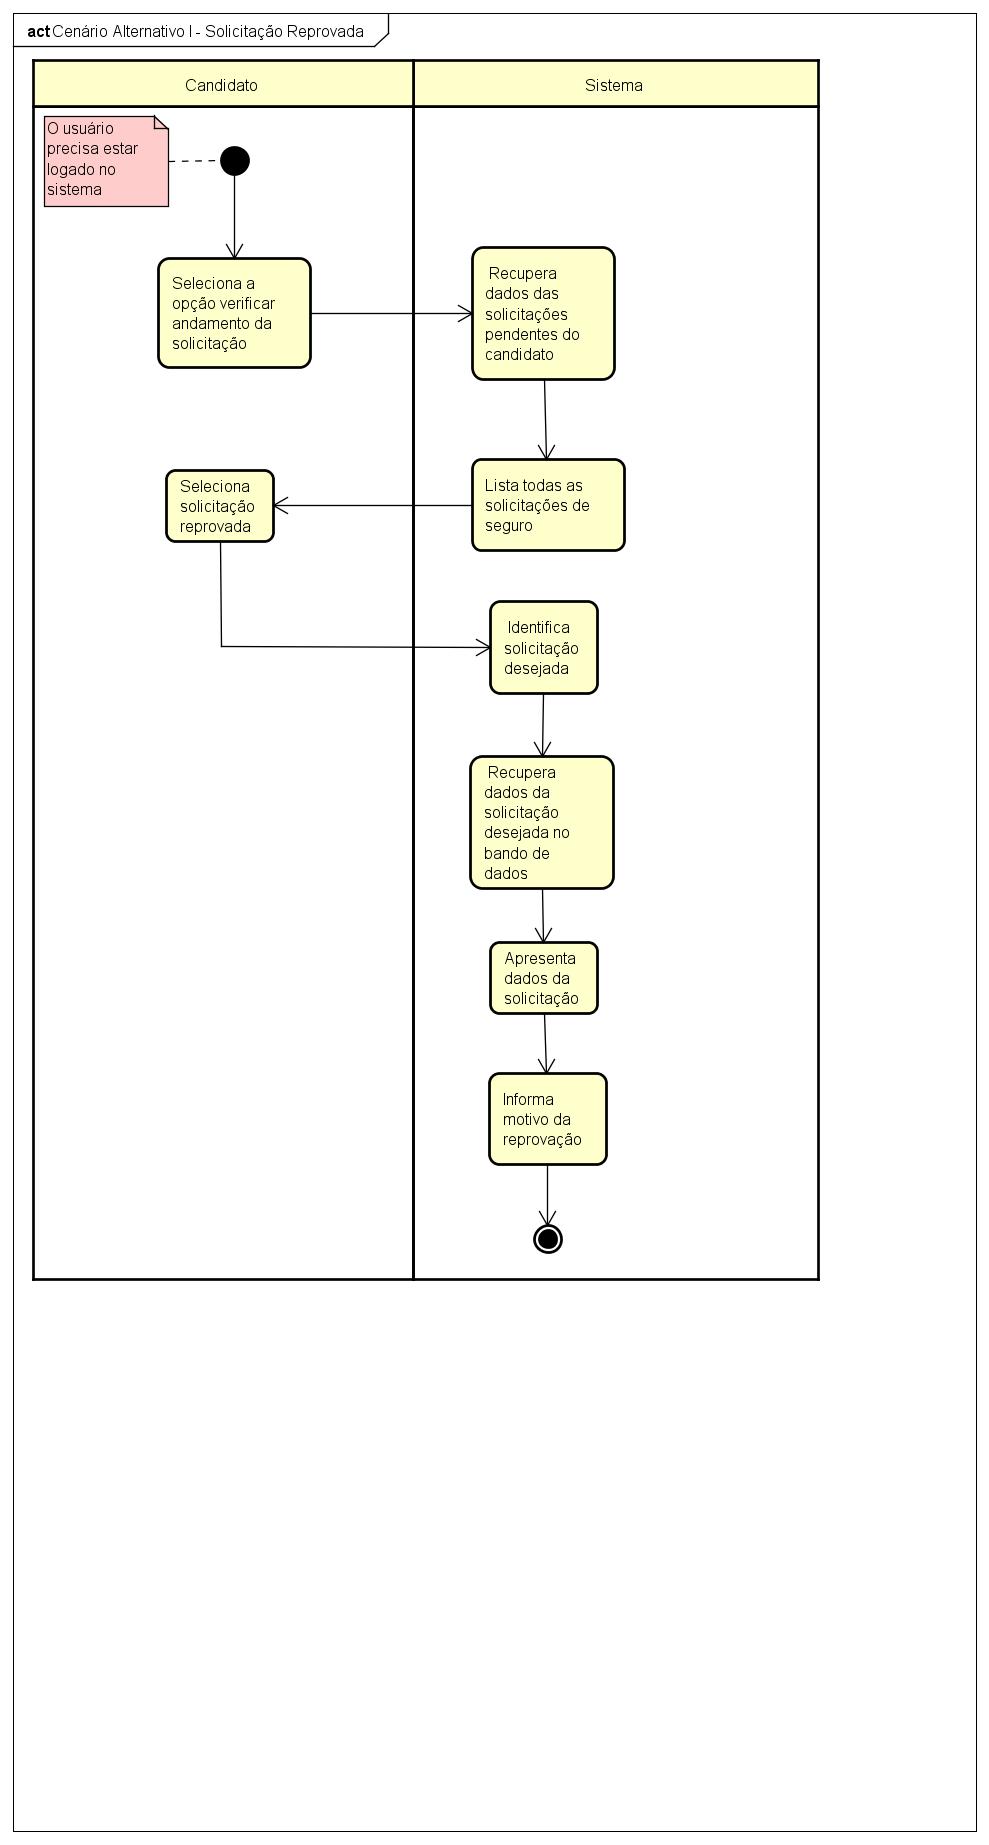 act Cenário Alternativo I - Solicitação Reprovada
Candidato
Sistema
O usuário
precisa estar
logado no
sistema
Seleciona a
opção verificar
andamento da
solicitação
Recupera
dados das
solicitações
pendentes do
candidato
Lista todas as
solicitações de
seguro
Seleciona
solicitação
reprovada
Identifica
solicitação
desejada
Recupera
dados da
solicitação
desejada no
bando de
dados
Apresenta
dados da
solicitação
Informa
motivo da
reprovação